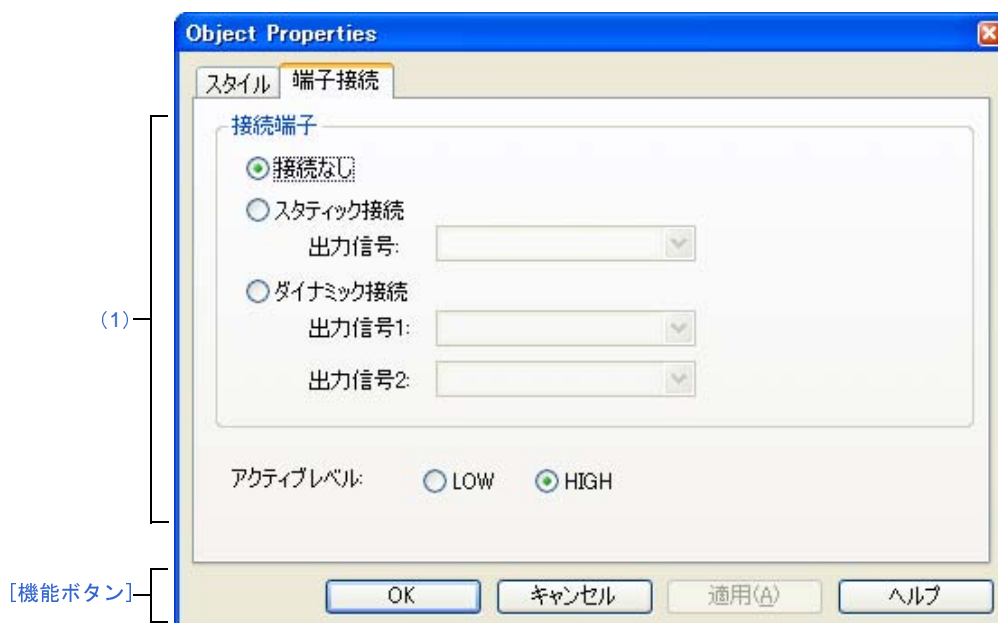 Object Properties
スタイル 端子接続
接続端子
接続なし
スタティック接続
出力信号:
ダイナミック接続
(1)
出力信号1:
出力信号2:
アクティブレベル: LOW HIGH
[機能ボタン]
OK キャンセル 適用(A) ヘルプ